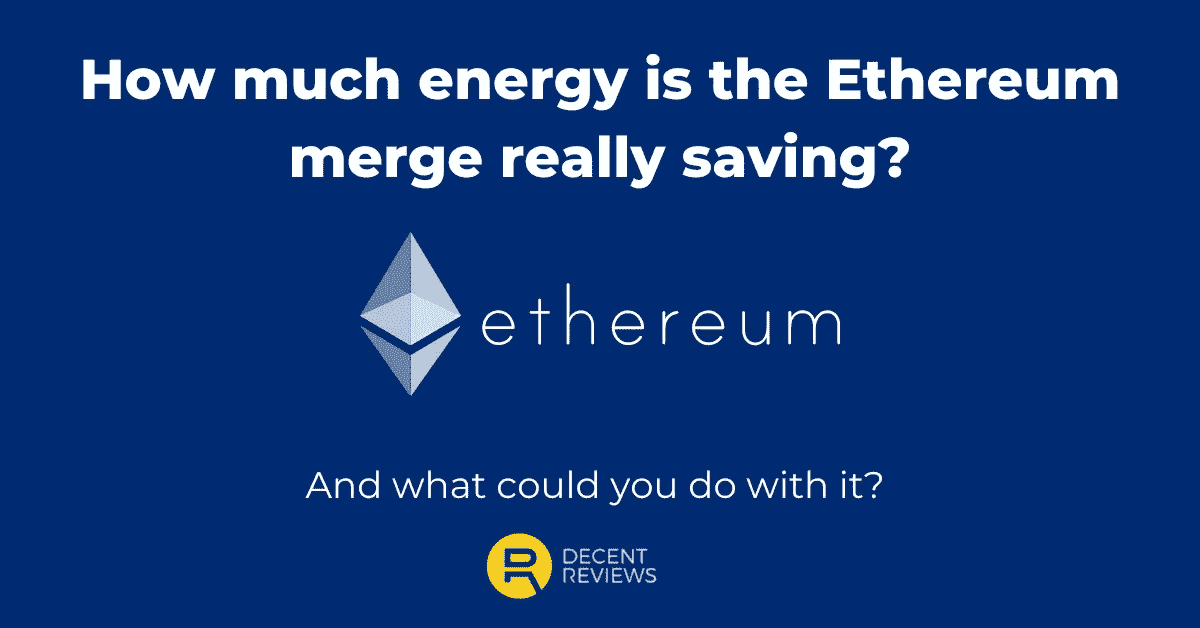 How much energy is the Ethereum
merge really saving?
ethereum
And what could you do with it?
DECENT
REVIEWS